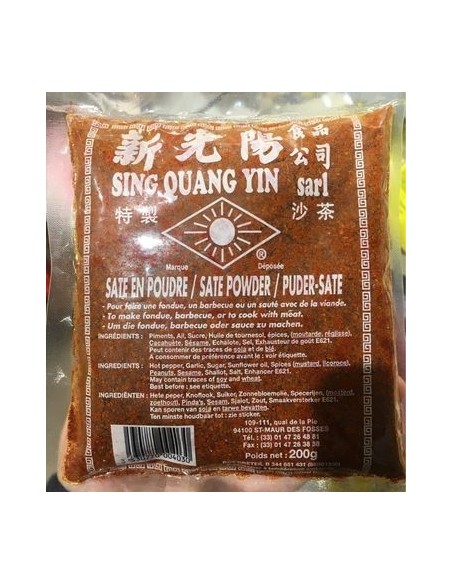 新光陽 食品公司
SING QUANG YIN sarl
特製 沙茶
®
Marque Déposée
SATE EN POUDRE / SATE POWDER / PUDER-SATE
- Pour faire une fondue, un barbecue ou un sauté avec de la viande.
- To make fondue, barbecue, or to cook with meat.
- Um die fondue, barbecue oder sauce zu machen.
INGRÉDIENTS : Piments, Ail, Sucre, Huile de tournesol, épices, (moutarde, réglisse),
Cacahuète, Sésame, Echalote, Sel, Exhausteur de goût E621.
Peut contenir des traces de soja et de blé.
A consommer de préférence avant le : voir étiquette.
INGREDIENTS : Hot pepper, Garlic, Sugar, Sunflower oil, Spices (mustard, licoroce),
Peanuts, Sesame, Shallot, Salt, Enhancer E621.
May contain traces of soy and wheat.
Best before : see etiquette.
INGREDIËNTEN : Hete peper, Knoflook, Suiker, Zonnebloemolie, Specerijen, (mosterd,
zoethout), Pinda's, Sesam, Sjalot, Zout, Smaakversterker E621.
Kan sporen van soja en tarwe bevatten.
Ten minste houdbaar tot : zie sticker.
109-111, quai de la Pie
94100 ST-MAUR DES FOSSES
Tél. : (33) 01 47 26 48 81
Fax : (33) 01 47 26 38 38
Poids net : 200g